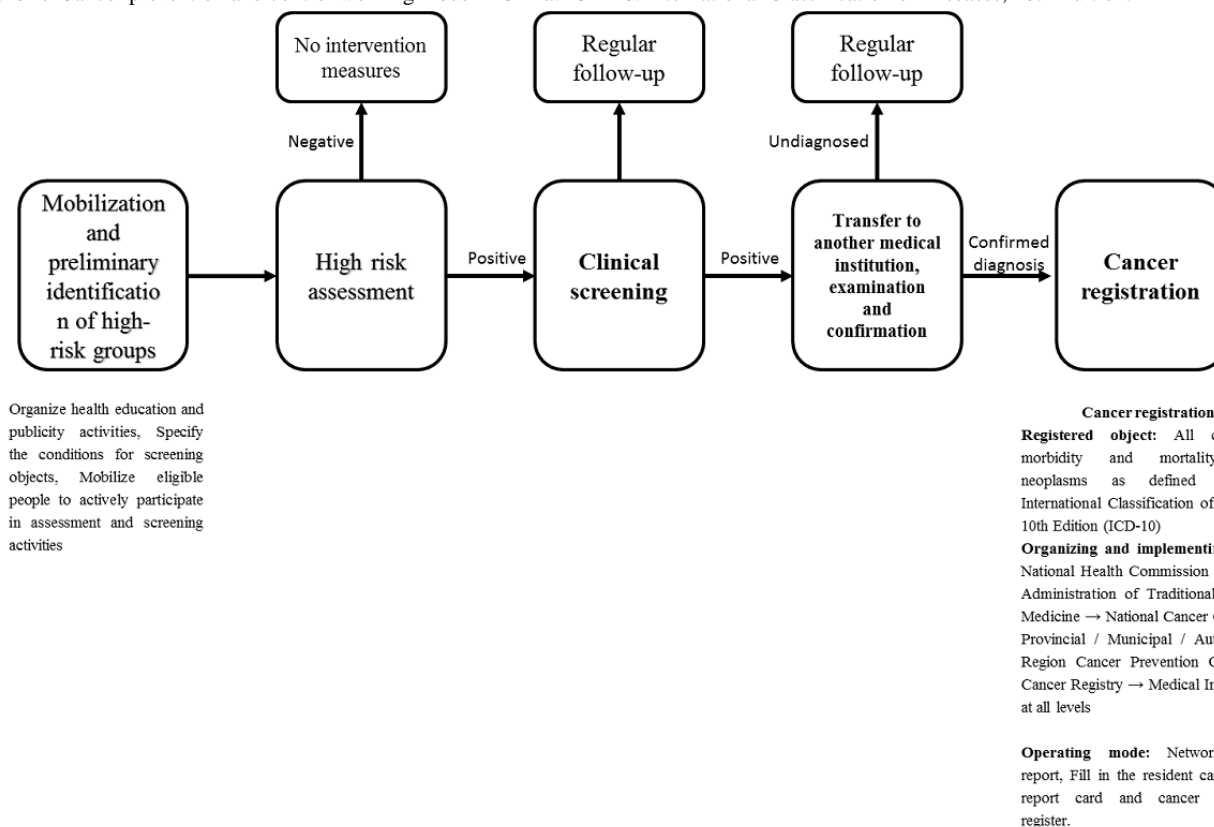 No intervention
measures
Regular
follow-up
Regular
follow-up
Negative
Undiagnosed
Mobilization
and
preliminary
identificatio
n of high-
risk groups
High risk
assessment
Positive
Clinical
screening
Positive
Transfer to
another medical
institution,
examination
and
confirmation
Confirmed
diagnosis
Cancer
registration
Organize health education and
publicity activities, Specify
the conditions for screening
objects, Mobilize eligible
people to actively participate
in assessment and screening
activities
Cancer registration
Registered object: All
morbidity and mortality
neoplasms as defined
International Classification of
10th Edition (ICD-10)
Organizing and
National Health Commission
Administration of Traditional
Medicine → National Cancer
Provincial / Municipal /
Region Cancer Prevention
Cancer Registry → Medical
at all levels
Operating mode:
report, Fill in the resident
report card and cancer
register.